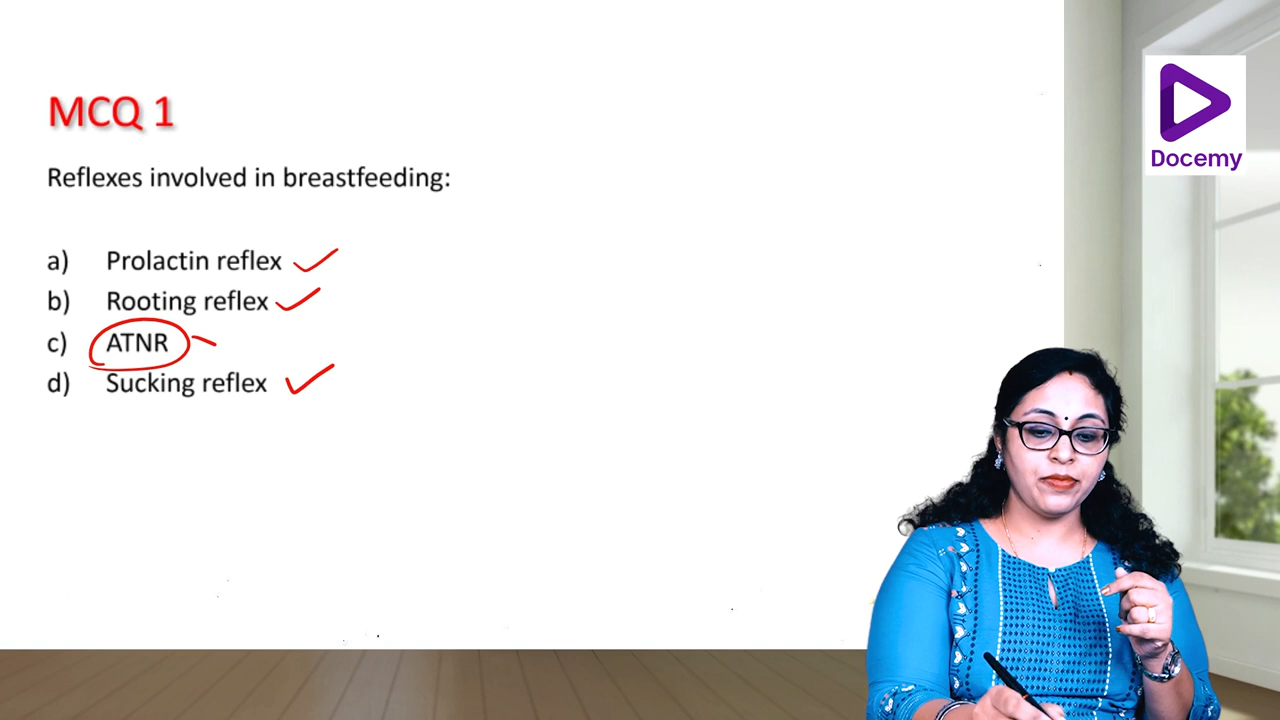 MCQ 1
Reflexes involved in breastfeeding:
a) Prolactin reflex
b) Rooting reflex
c) ATNR
d) Sucking reflex
Docemy